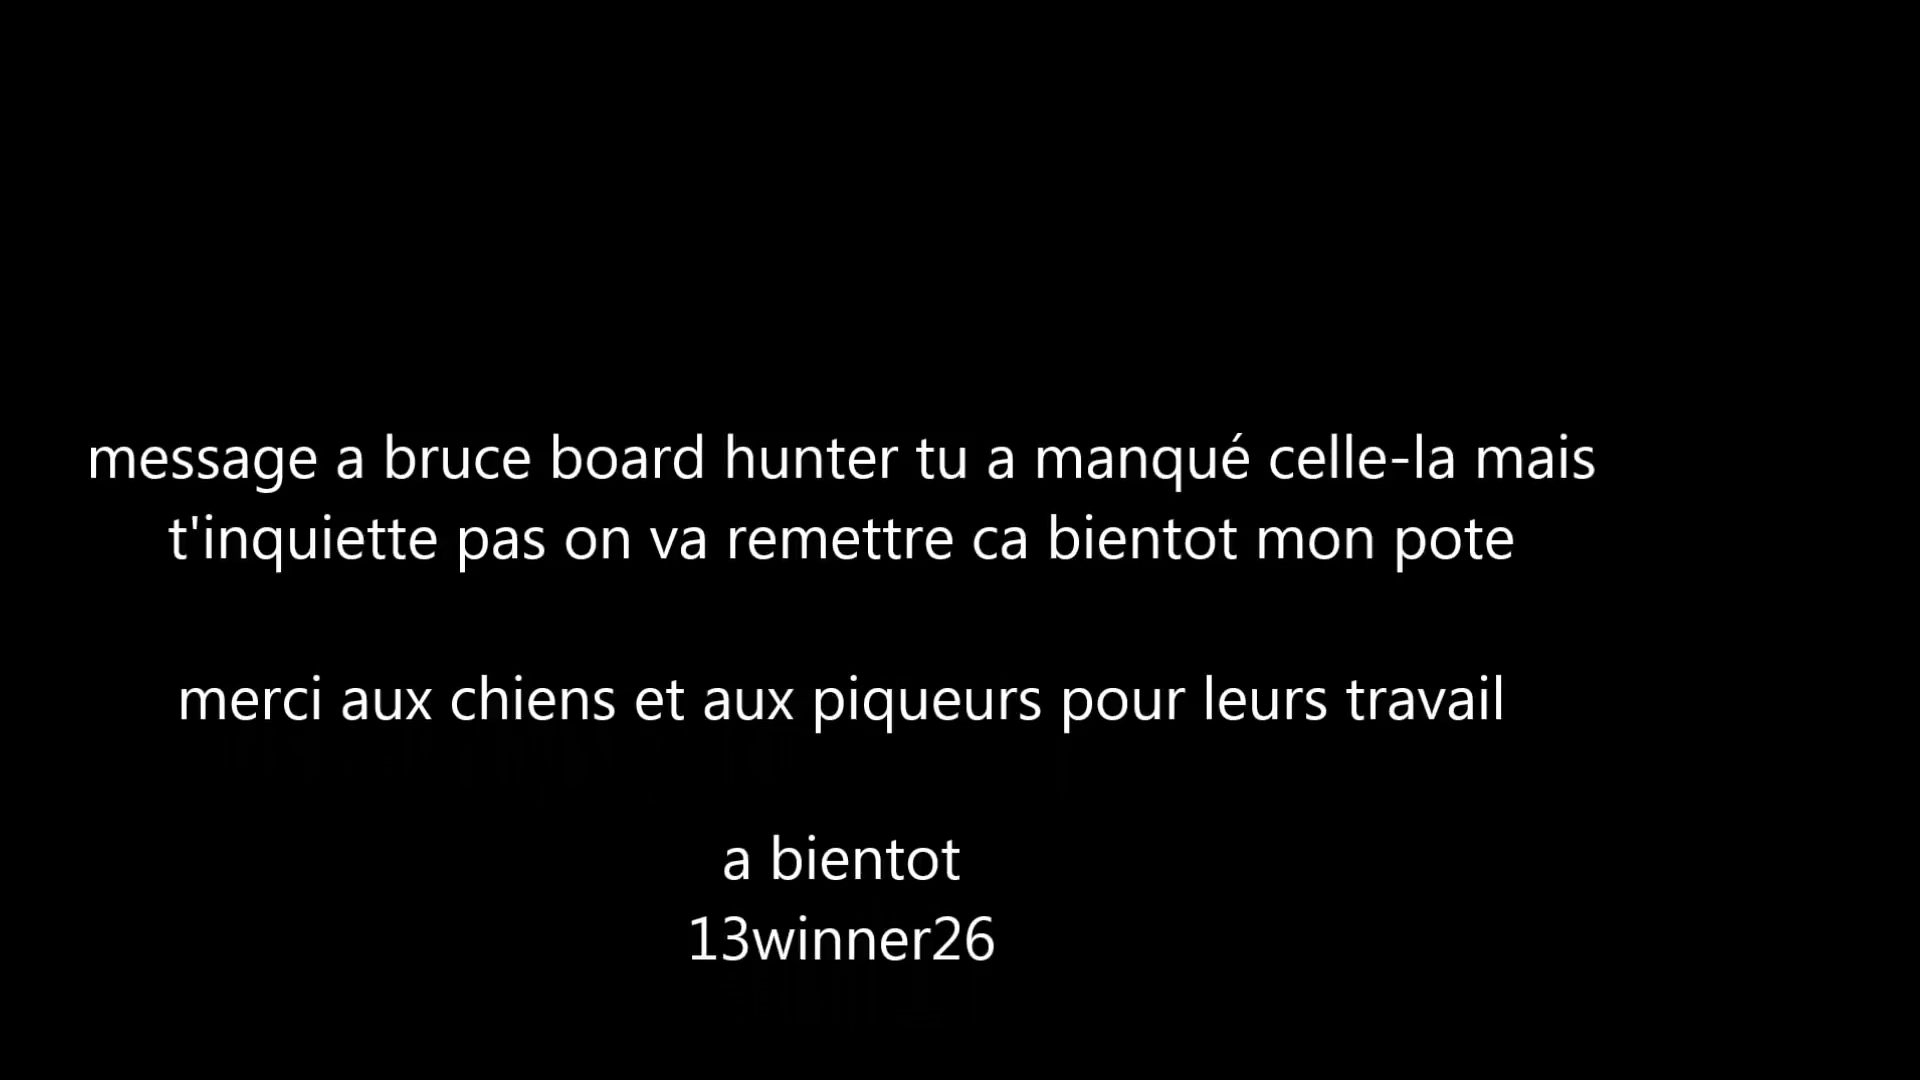 message a bruce board hunter tu a manqué celle-la mais
t'inquiette pas on va remettre ca bientot mon pote
merci aux chiens et aux piqueurs pour leurs travail
a bientot
13winner26